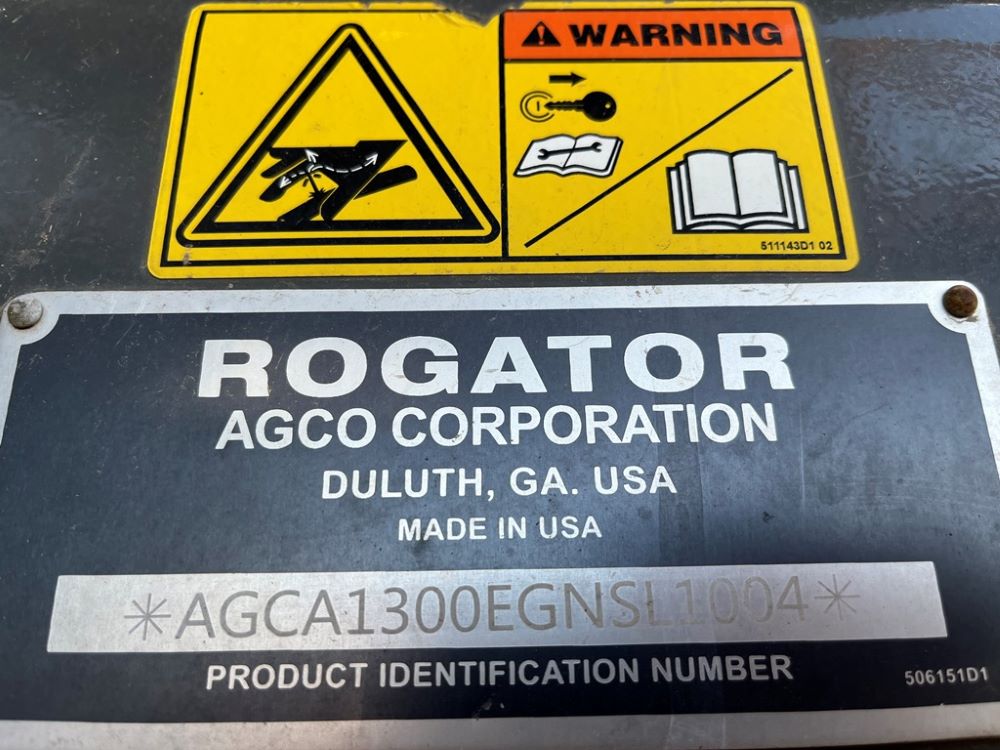 WARNING
511143D1 02
ROGATOR
AGCO CORPORATION
DULUTH, GA. USA
MADE IN USA
*AGCA1300EGNSL1004*
PRODUCT IDENTIFICATION NUMBER
506151D1